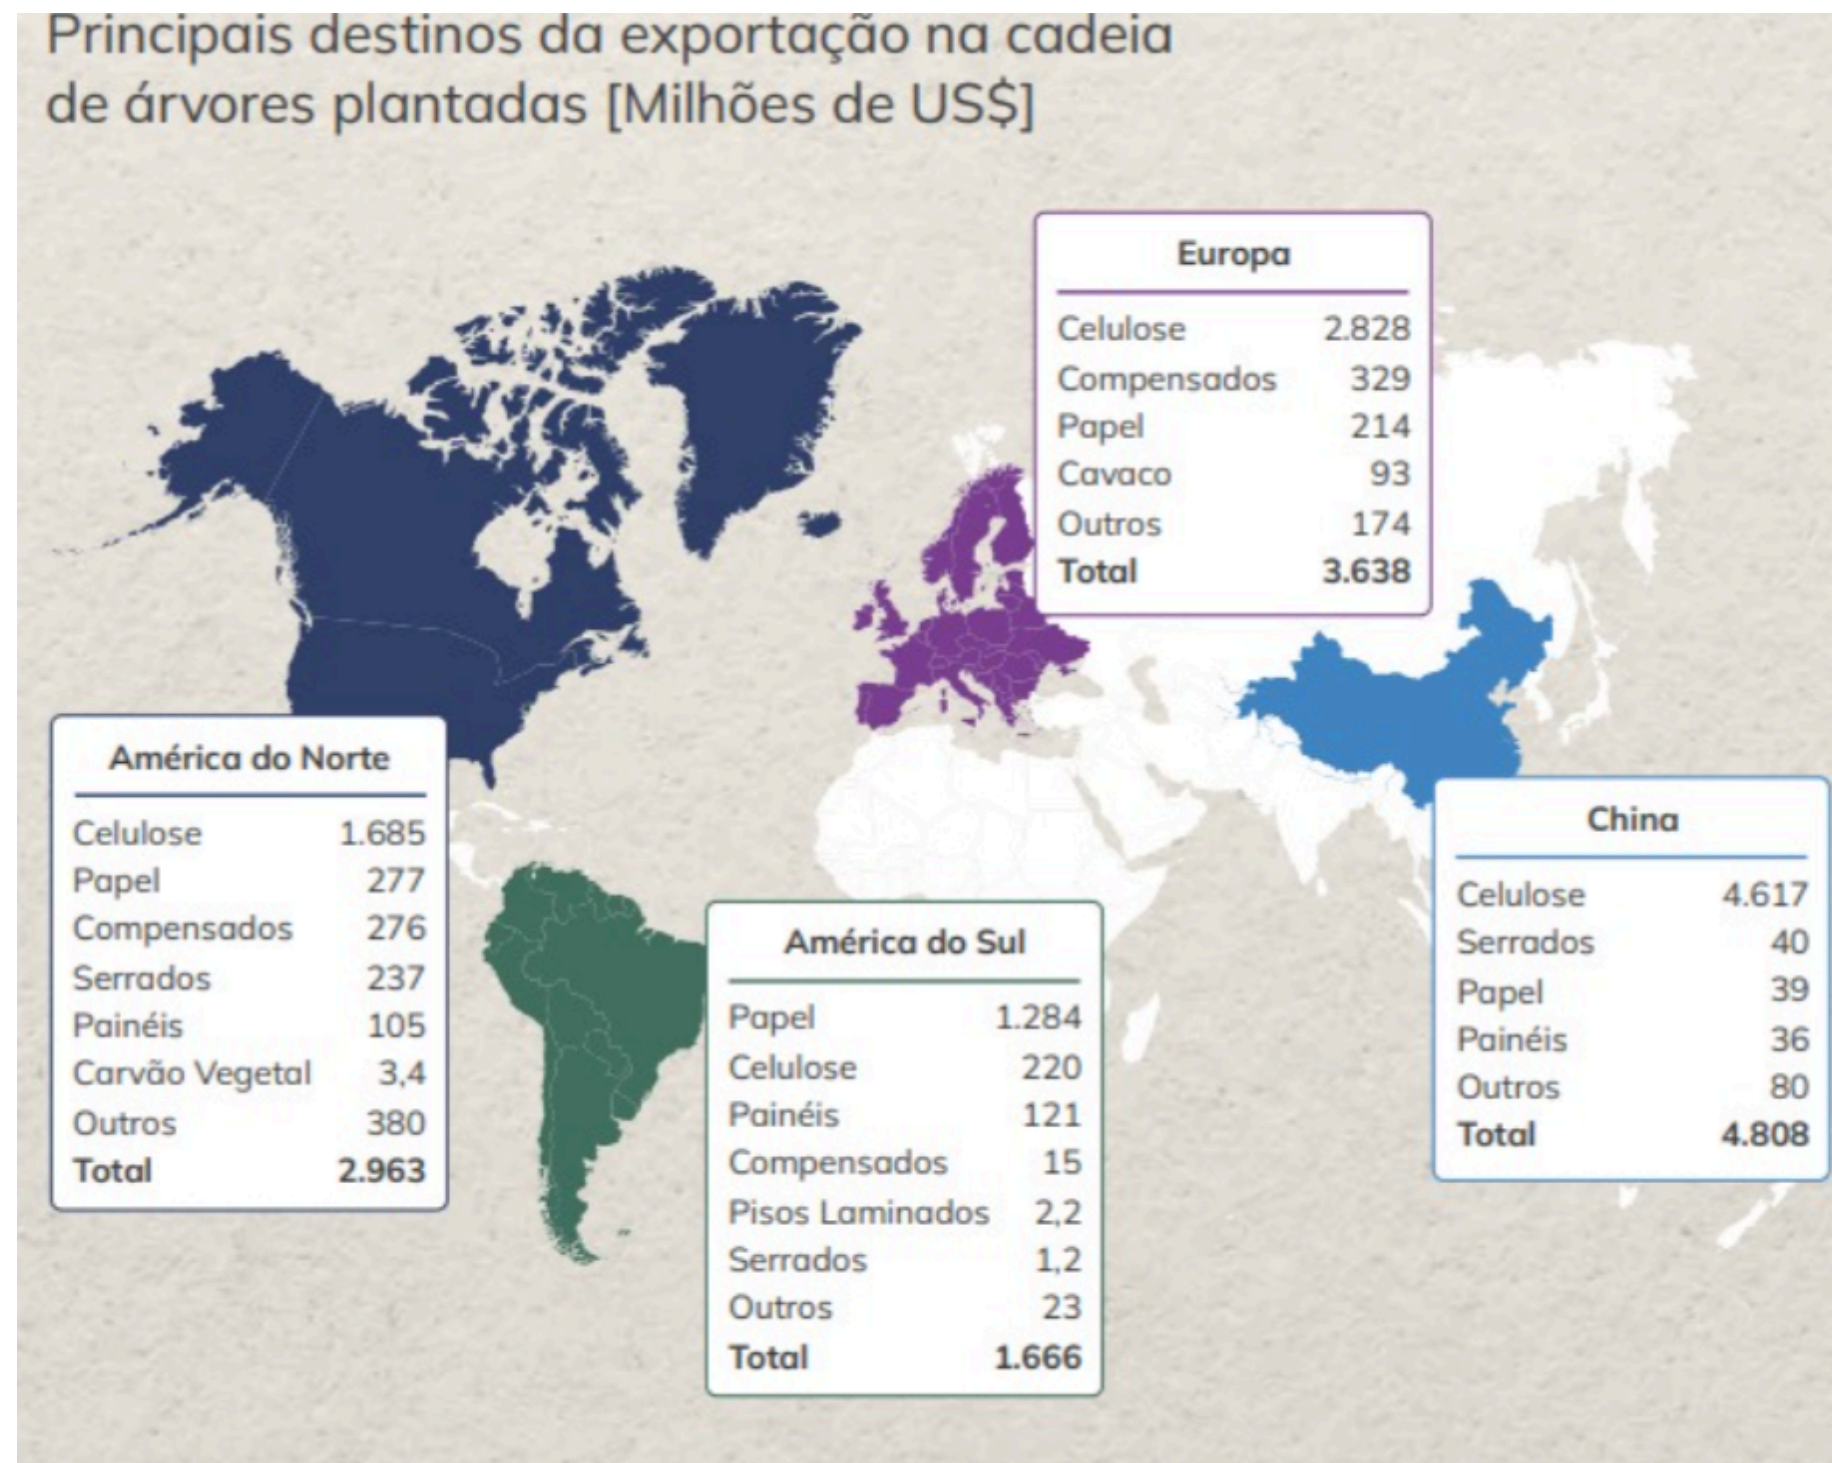 Principais destinos da exportação na cadeia
de árvores plantadas [Milhões de US$]
Europa
Celulose 2.828
Compensados 329
Papel 214
Cavaco 93
Outros 174
Total 3.638
América do Norte
Celulose 1.685
Papel 277
Compensados 276
Serrados 237
Painéis 105
Carvão Vegetal 3,4
Outros 380
Total 2.963
América do Sul
Papel 1.284
Celulose 220
Painéis 121
Compensados 15
Pisos Laminados 2,2
Serrados 1,2
Outros 23
Total 1.666
China
Celulose 4.617
Serrados 40
Papel 39
Painéis 36
Outros 80
Total 4.808